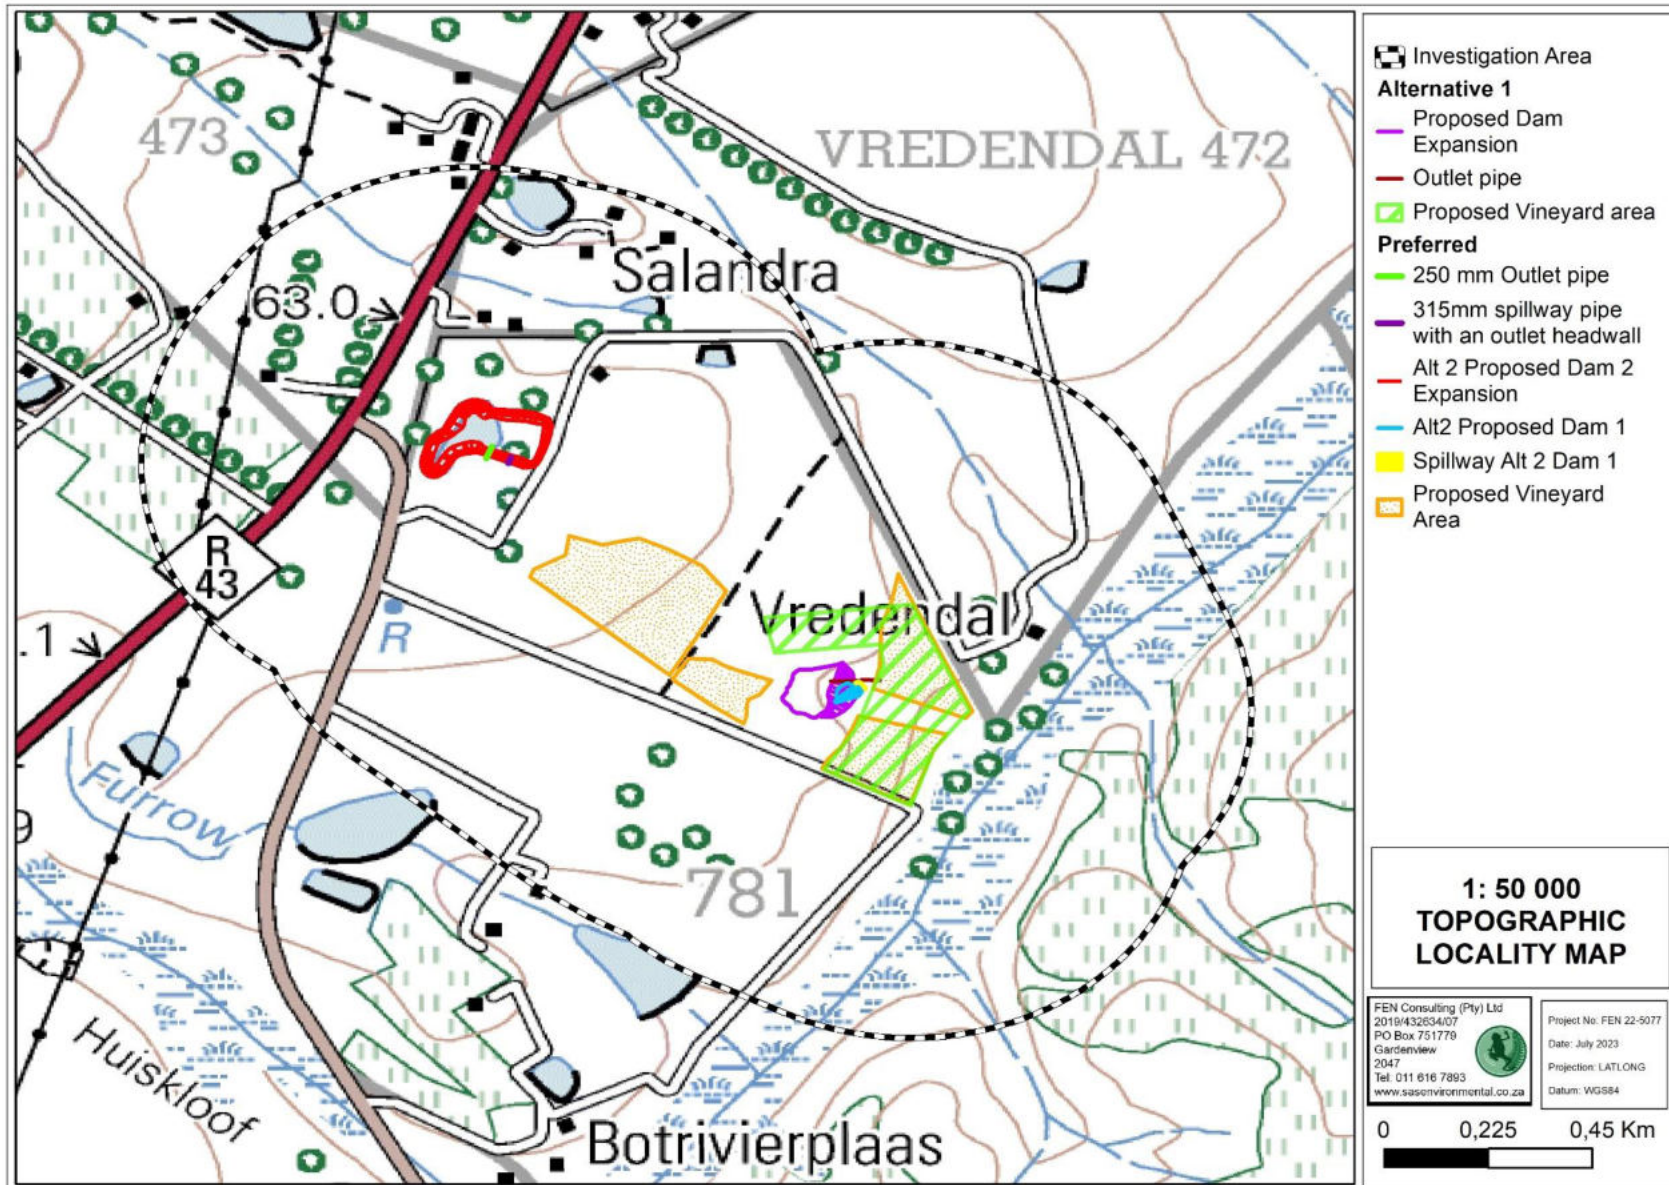 473
VREDENDAL 472
Salandra
63.0
R
43
.1
R
Vredendal
Furrow
9
781
Huiskloof
Botrivierplaas
Investigation Area
Alternative 1
Proposed Dam
Expansion
Outlet pipe
Proposed Vineyard area
Preferred
250 mm Outlet pipe
315mm spillway pipe
with an outlet headwall
Alt 2 Proposed Dam 2
Expansion
Alt2 Proposed Dam 1
Spillway Alt 2 Dam 1
Proposed Vineyard
Area
1: 50 000
TOPOGRAPHIC
LOCALITY MAP
FEN Consulting (Pty) Ltd
2019/432634/07
PO Box 751779
Gardenview
2047
Tel: 011 616 7893
www.sasenvironmental.co.za
Project No: FEN 22-5077
Date: July 2023
Projection: LATLONG
Datum: WGS84
0 0,225 0,45 Km